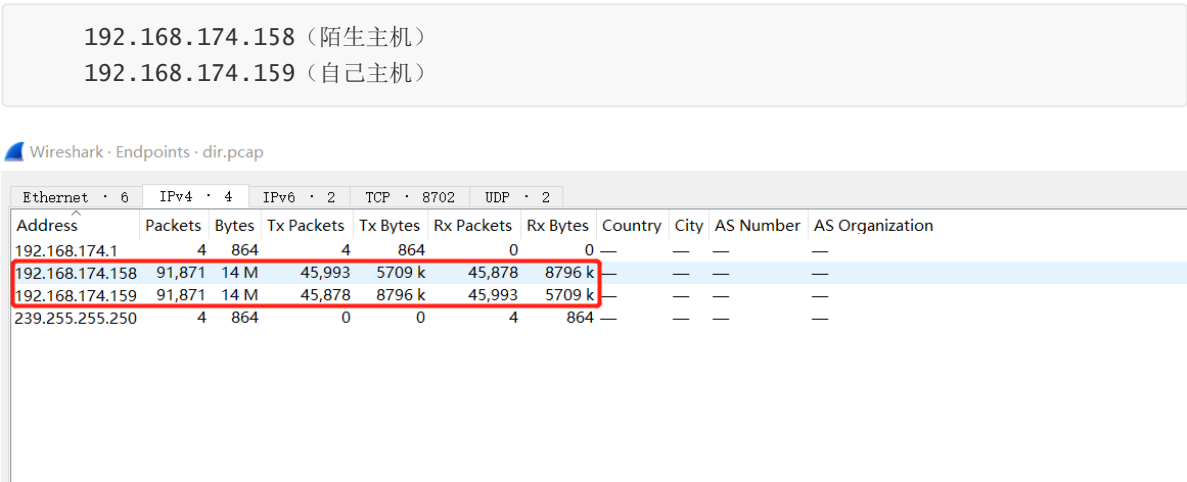 192.168.174.158（陌生主机）
192.168.174.159（自己主机）
Wireshark · Endpoints · dir.pcap
Ethernet · 6 IPv4 · 4 IPv6 · 2 TCP · 8702 UDP · 2
Address Packets Bytes Tx Packets Tx Bytes Rx Packets Rx Bytes Country City AS Number AS Organization
192.168.174.1 4 864 4 864 0 0 — — — —
192.168.174.158 91,871 14 M 45,993 5709 k 45,878 8796 k — — — —
192.168.174.159 91,871 14 M 45,878 8796 k 45,993 5709 k — — — —
239.255.255.250 4 864 0 0 4 864 — — — —